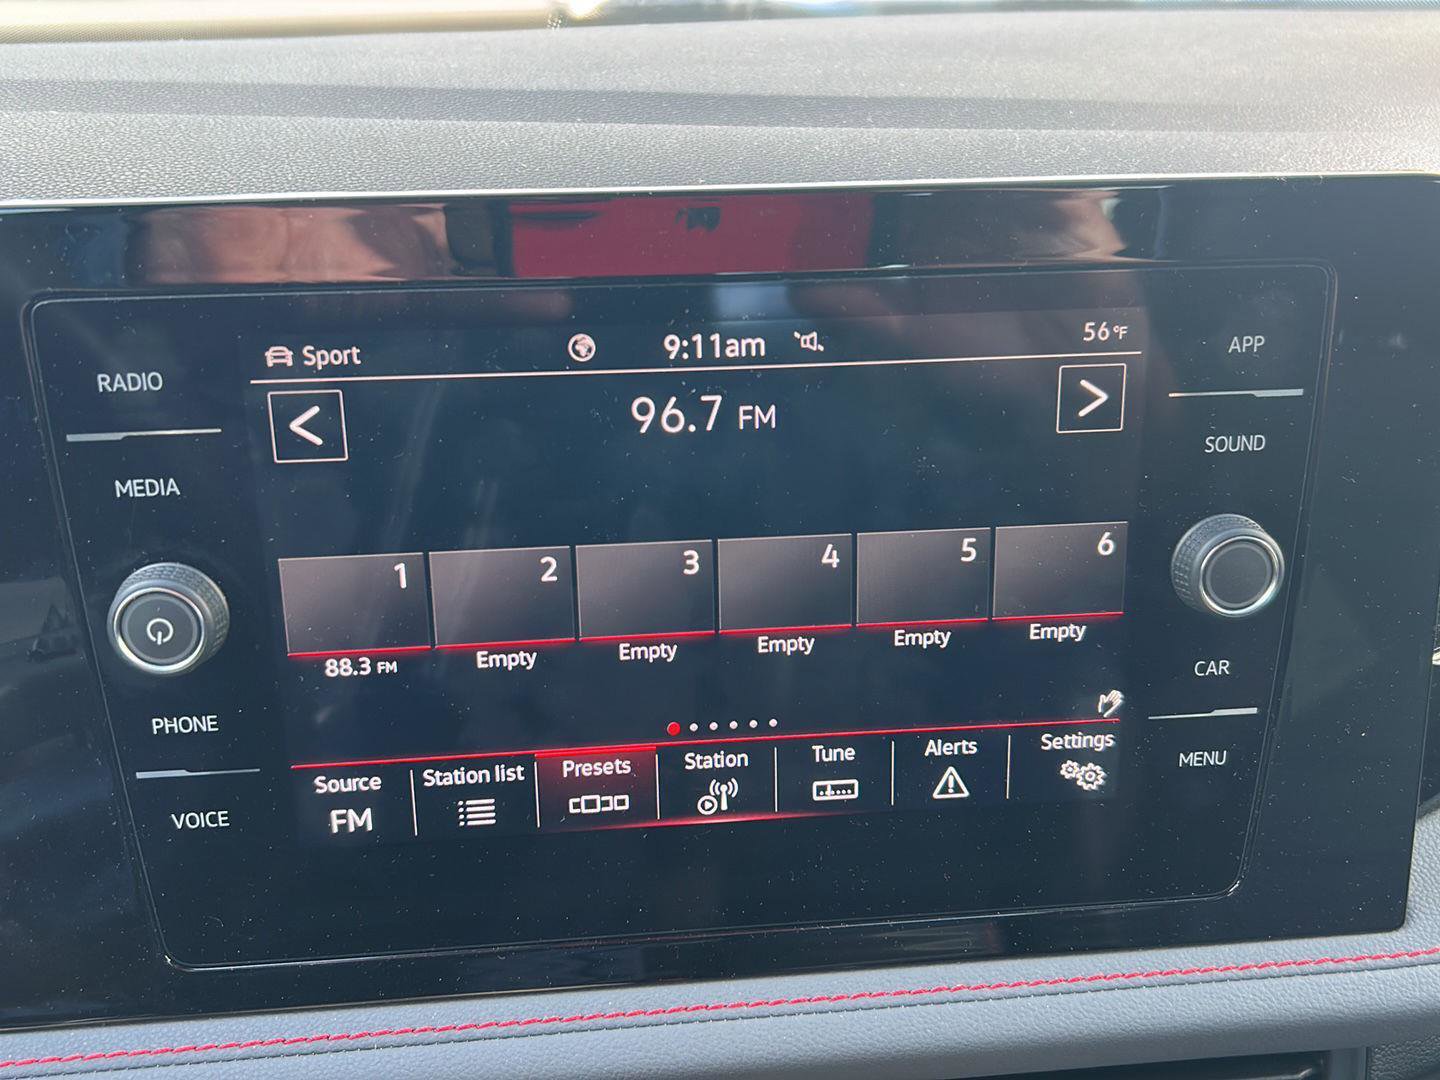 Sport 9:11am 56°F
96.7 FM
1 2 3 4 5 6
88.3 FM Empty Empty Empty Empty Empty
Source Station list Presets Station Tune Alerts Settings
FM
RADIO
MEDIA
PHONE
VOICE
APP
SOUND
CAR
MENU